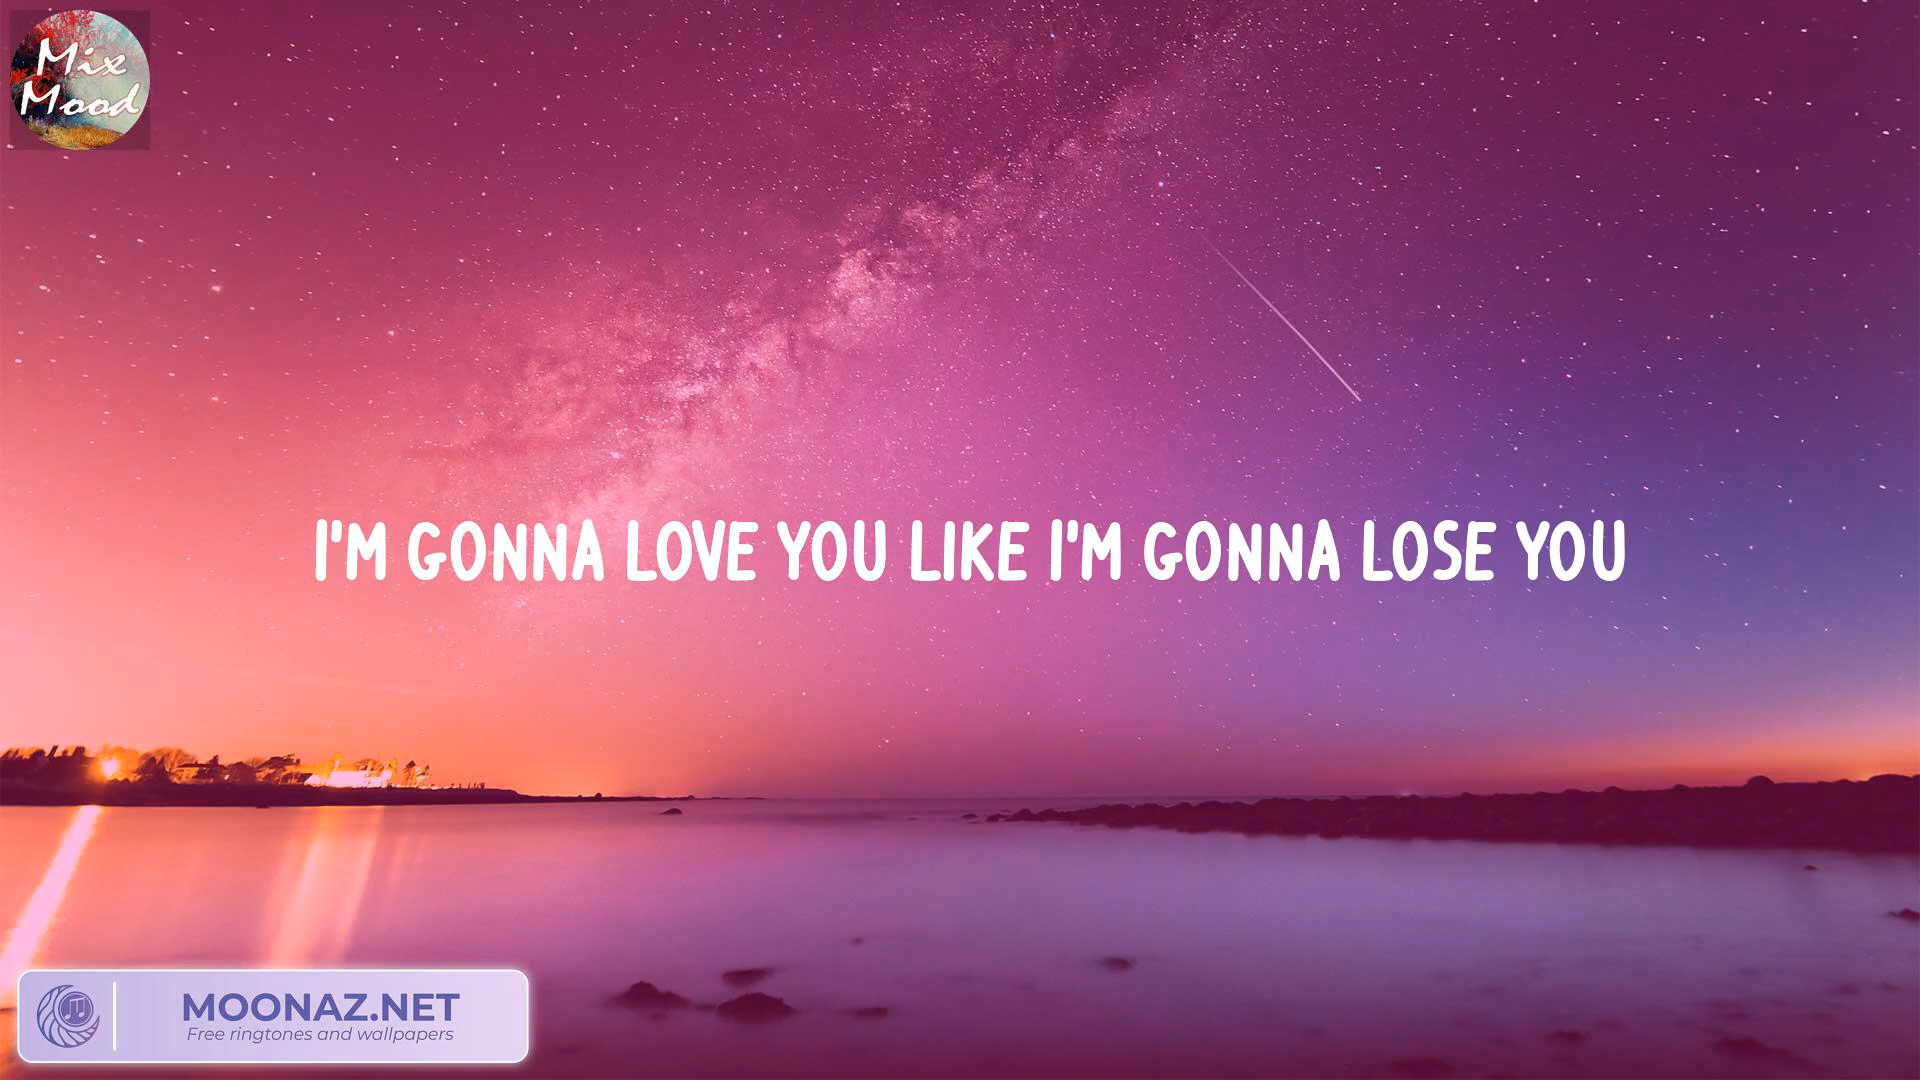 Mix
Mood
I'M GONNA LOVE YOU LIKE I'M GONNA LOSE YOU
MOONAZ.NET
Free ringtones and wallpapers